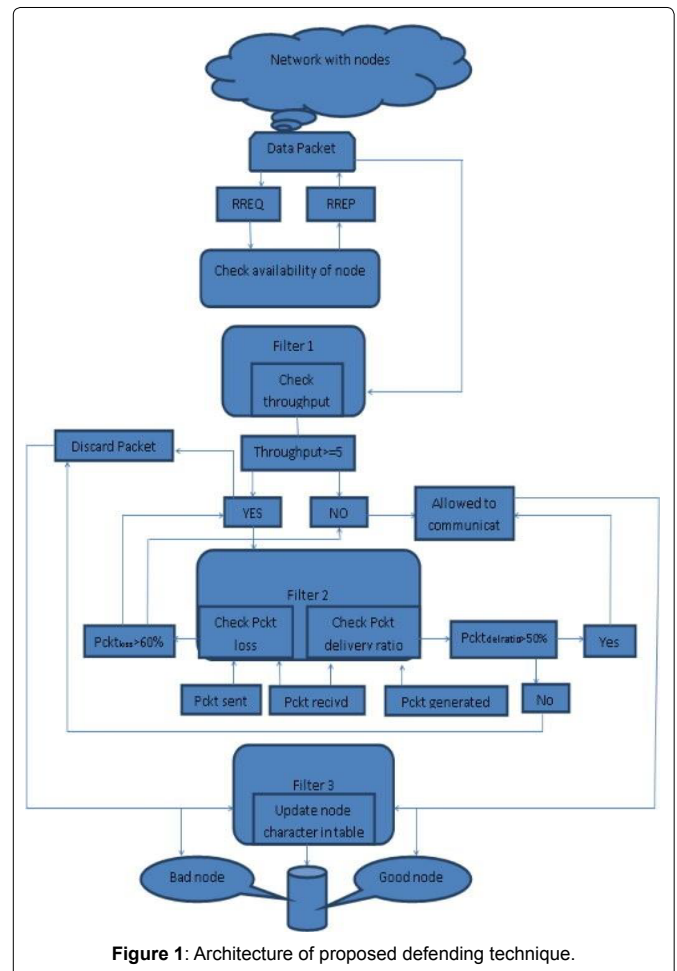 Network with nodes
Data Packet
RREQ
RREP
Check availability of node
Filter 1
Check
throughput
Discard Packet
Throughput>=5
Allowed to
communicat
YES
NO
Filter 2
Check Pckt
loss
Check Pckt
delivery ratio
Pcktloss>60%
Pcktdelratio>50%
Yes
Pckt sent
Pckt recivd
Pckt generated
No
Filter 3
Update node
character in table
Bad node
Good node
Figure 1: Architecture of proposed defending technique.